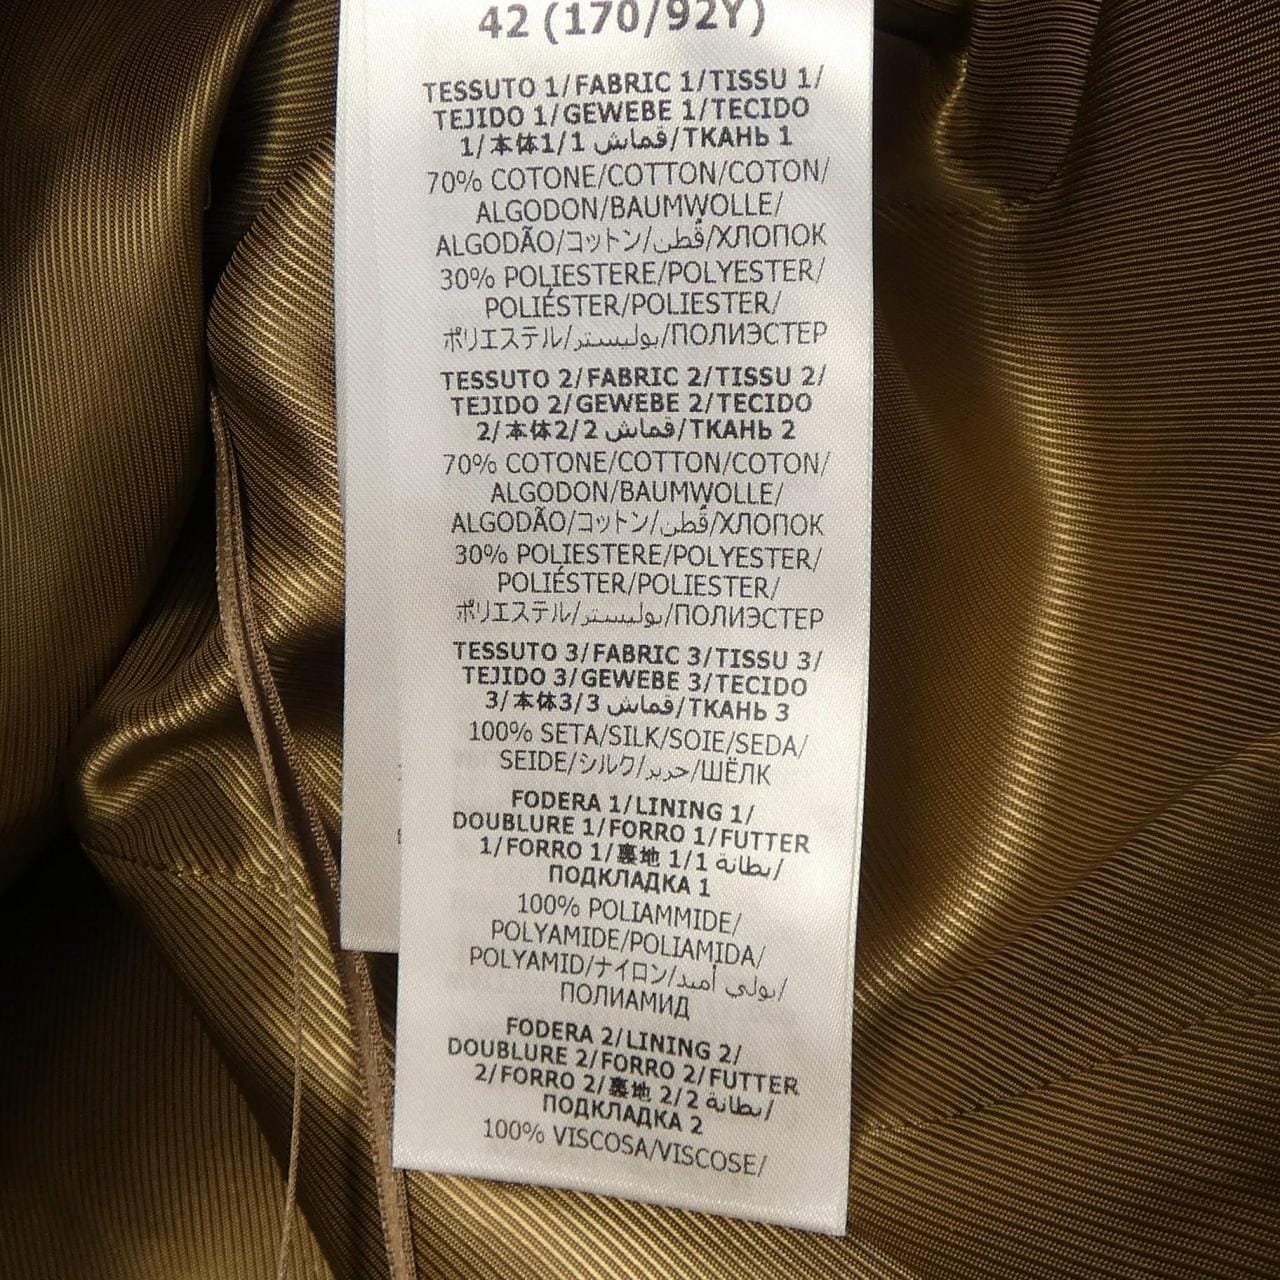 42 (170/92Y)
TESSUTO 1/FABRIC 1/TISSU 1/
TEJIDO 1/GEWEBE 1/TECIDO
1/本体1/1 قماش/ТКАНЬ 1
70% COTONE/COTTON/COTON/
ALGODON/BAUMWOLLE/
ALGODÃO/コットン/قطن/ХЛОПОК
30% POLIESTERE/POLYESTER/
POLIÉSTER/POLIESTER/
ポリエステル/بوليستر/ПОЛИЭСТЕР
TESSUTO 2/FABRIC 2/TISSU 2/
TEJIDO 2/GEWEBE 2/TECIDO
2/本体2/2 قماش/ТКАНЬ 2
70% COTONE/COTTON/COTON/
ALGODON/BAUMWOLLE/
ALGODÃO/コットン/قطن/ХЛОПОК
30% POLIESTERE/POLYESTER/
POLIÉSTER/POLIESTER/
ポリエステル/بوليستر/ПОЛИЭСТЕР
TESSUTO 3/FABRIC 3/TISSU 3/
TEJIDO 3/GEWEBE 3/TECIDO
3/本体3/3 قماش/ТКАНЬ 3
100% SETA/SILK/SOIE/SEDA/
SEIDE/シルク/حرير/ШЁЛК
FODERA 1/LINING 1/
DOUBLURE 1/FORRO 1/FUTTER
1/FORRO 1/裏地 1/1 بطانة/
ПОДКЛАДКА 1
100% POLIAMMIDE/
POLYAMIDE/POLIAMIDA/
POLYAMID/ナイロン/بولي أميد/
ПОЛИАМИД
FODERA 2/LINING 2/
DOUBLURE 2/FORRO 2/FUTTER
2/FORRO 2/裏地 2/2 بطانة/
ПОДКЛАДКА 2
100% VISCOSA/VISCOSE/